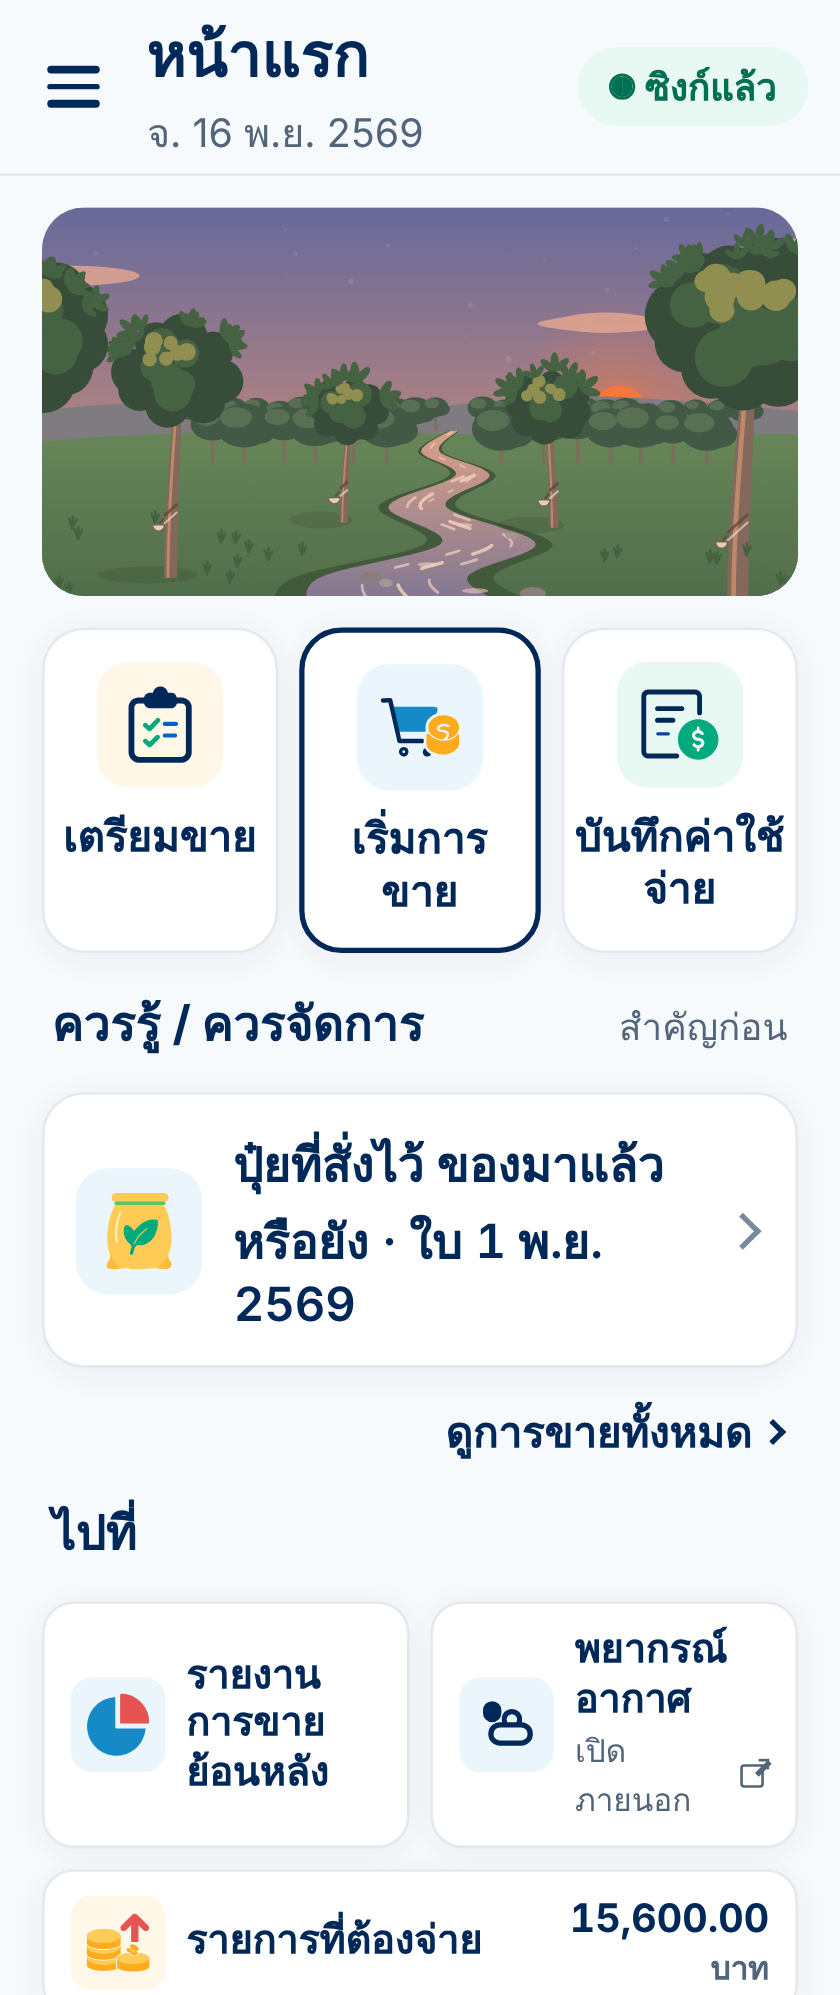 หน้าแรก
จ. 16 พ.ย. 2569
ซิงก์แล้ว
เตรียมขาย
เริ่มการ
ขาย
บันทึกค่าใช้
จ่าย
ควรรู้ / ควรจัดการ
สำคัญก่อน
ปุ๋ยที่สั่งไว้ ของมาแล้ว
หรือยัง · ใบ 1 พ.ย.
2569
ดูการขายทั้งหมด
ไปที่
รายงาน
การขาย
ย้อนหลัง
พยากรณ์
อากาศ
เปิด
ภายนอก
รายการที่ต้องจ่าย
15,600.00
บาท